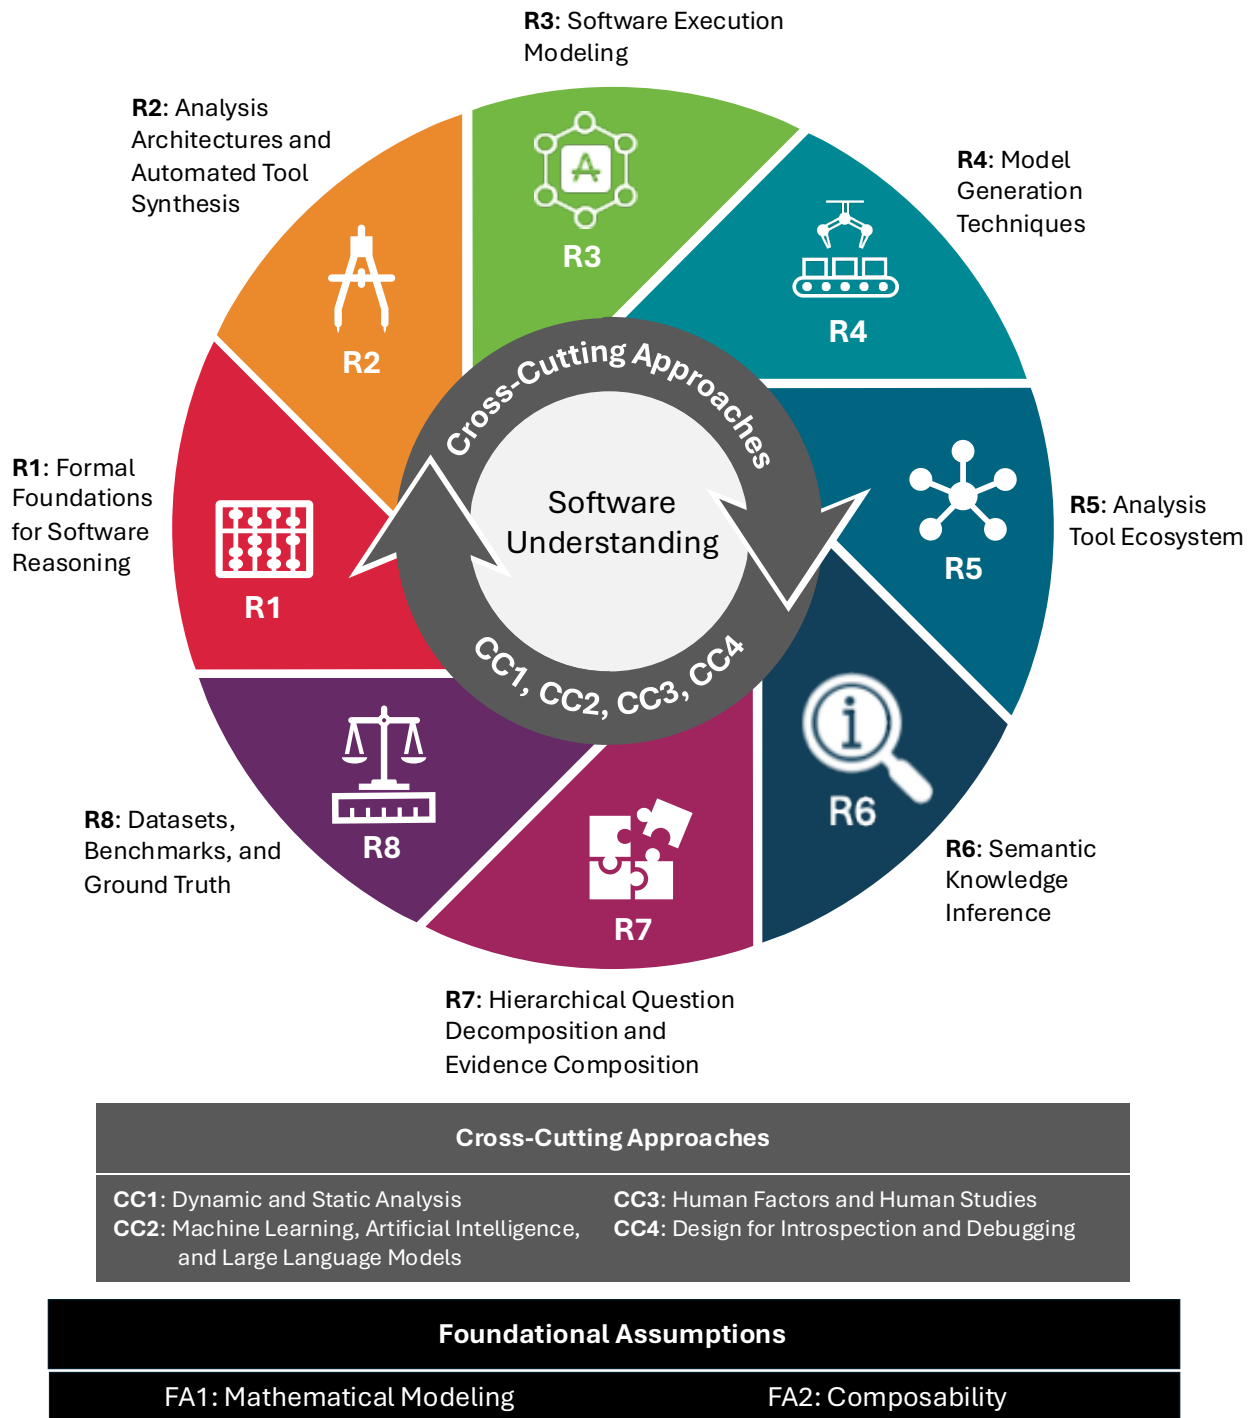 R3: Software Execution
Modeling
R2: Analysis
Architectures and
Automated Tool
Synthesis
R4: Model
Generation
Techniques
A
R3
R4
R2
Cross-Cutting Approaches
R1: Formal
Foundations
for Software
Reasoning
R1
Software
Understanding
R5
R5: Analysis
Tool Ecosystem
CC1, CC2, CC3, CC4
i
R6
R8: Datasets,
Benchmarks, and
Ground Truth
R8
R7
R6: Semantic
Knowledge
Inference
R7: Hierarchical Question
Decomposition and
Evidence Composition
Cross-Cutting Approaches
CC1: Dynamic and Static Analysis
CC2: Machine Learning, Artificial Intelligence,
and Large Language Models
CC3: Human Factors and Human Studies
CC4: Design for Introspection and Debugging
Foundational Assumptions
FA1: Mathematical Modeling
FA2: Composability